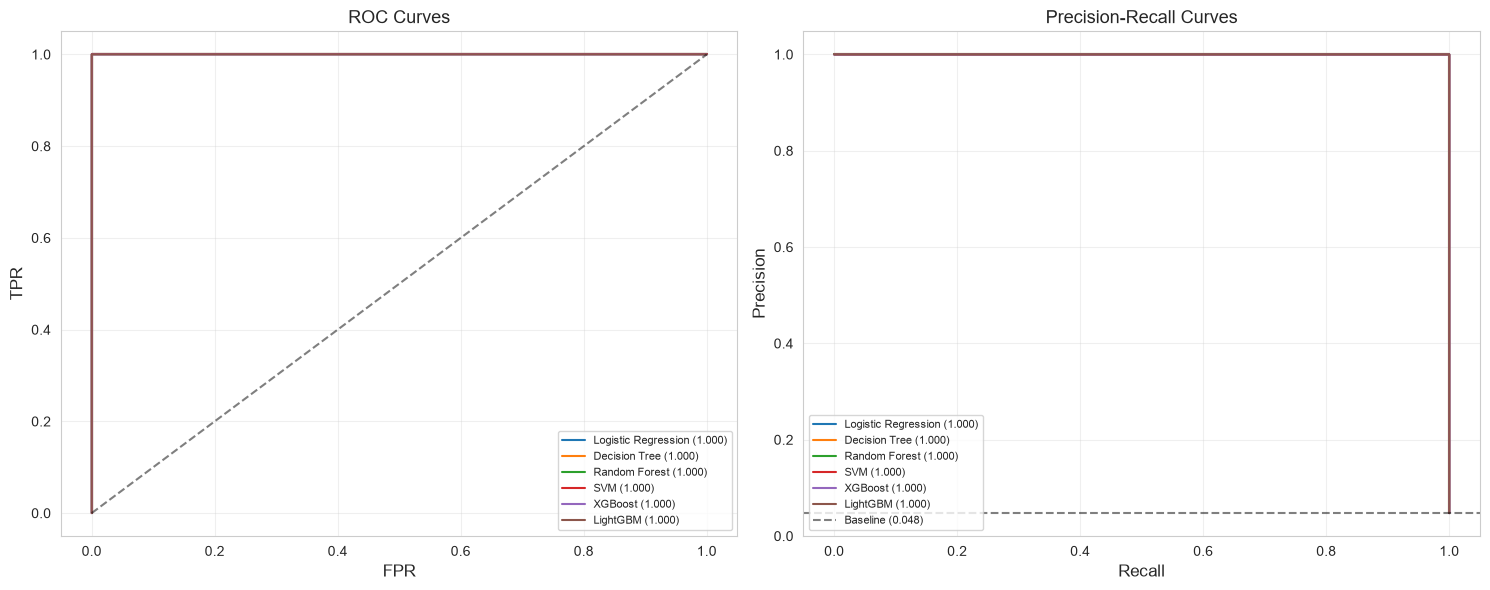 ROC Curves
1.0
0.8
0.6
0.4
0.2
0.0
TPR
0.0 0.2 0.4 0.6 0.8 1.0
FPR
Logistic Regression (1.000)
Decision Tree (1.000)
Random Forest (1.000)
SVM (1.000)
XGBoost (1.000)
LightGBM (1.000)
Precision-Recall Curves
1.0
0.8
0.6
0.4
0.2
0.0
Precision
0.0 0.2 0.4 0.6 0.8 1.0
Recall
Logistic Regression (1.000)
Decision Tree (1.000)
Random Forest (1.000)
SVM (1.000)
XGBoost (1.000)
LightGBM (1.000)
Baseline (0.048)